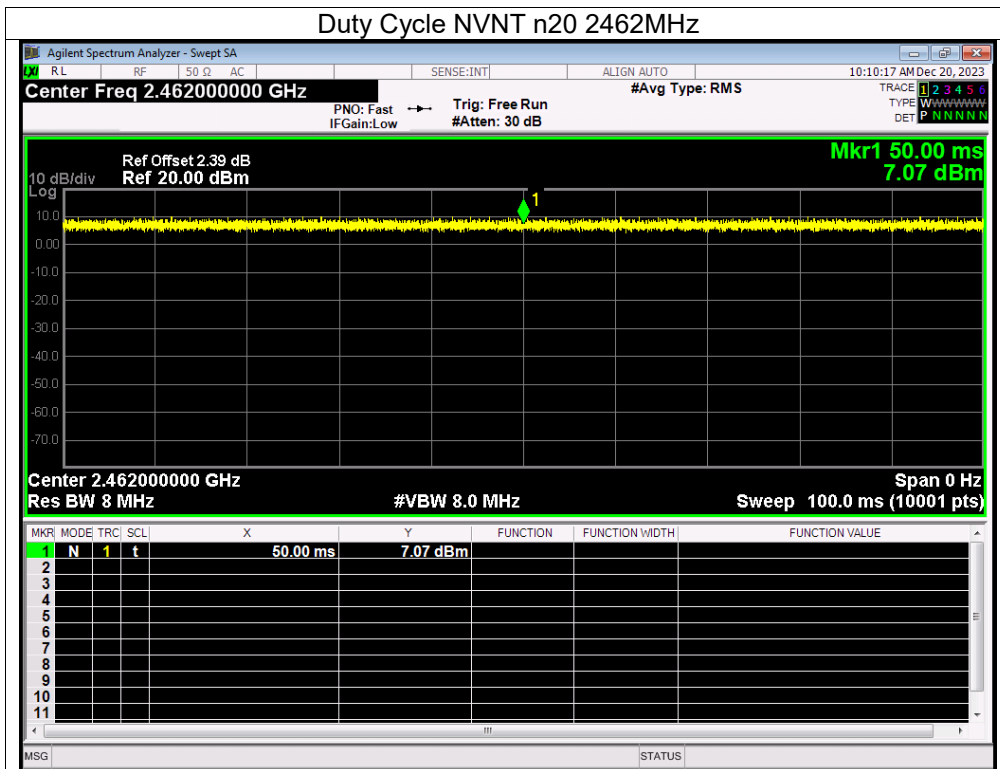 Duty Cycle NVNT n20 2462MHz
Agilent Spectrum Analyzer - Swept SA
LXI RL RF 50 Ω AC SENSE:INT ALIGN AUTO 10:10:17 AM Dec 20, 2023
Center Freq 2.462000000 GHz #Avg Type: RMS TRACE 1 2 3 4 5 6
PNO: Fast Trig: Free Run TYPE WWWWWWW
IFGain:Low #Atten: 30 dB DET P N N N N N
Mkr1 50.00 ms
Ref Offset 2.39 dB
10 dB/div Ref 20.00 dBm 7.07 dBm
Log
1
10.0
0.00
-10.0
-20.0
-30.0
-40.0
-50.0
-60.0
-70.0
Center 2.462000000 GHz Span 0 Hz
Res BW 8 MHz #VBW 8.0 MHz Sweep 100.0 ms (10001 pts)
MKR MODE TRC SCL X Y FUNCTION FUNCTION WIDTH FUNCTION VALUE
1 N 1 t 50.00 ms 7.07 dBm
2
3
4
5
6
7
8
9
10
11
MSG STATUS